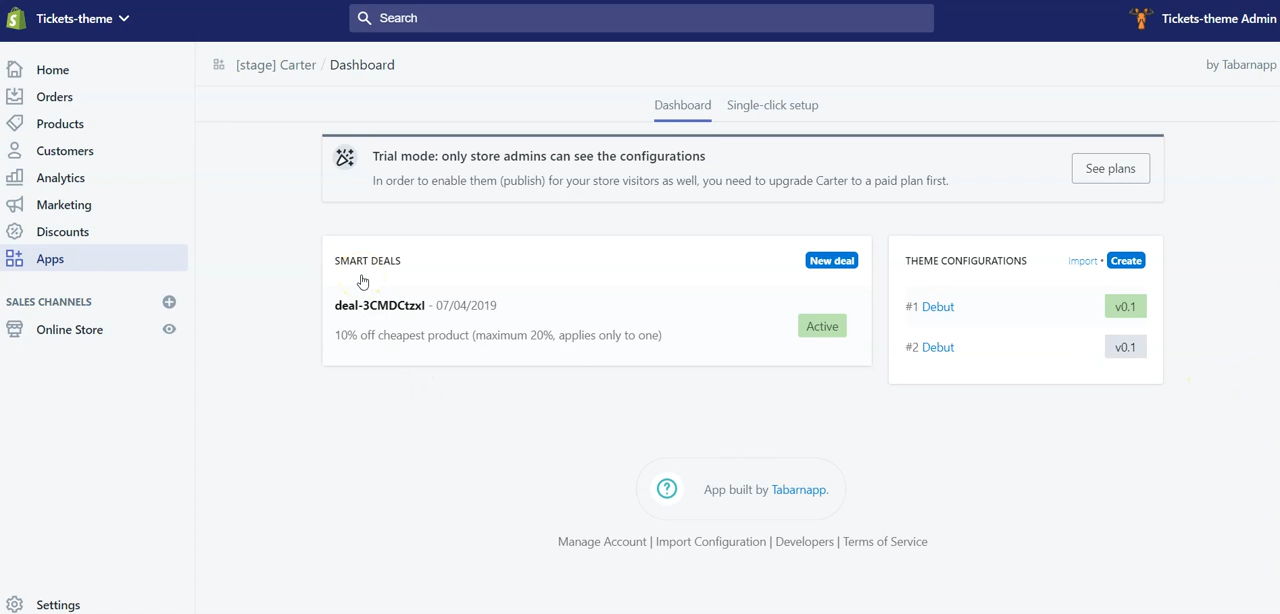 Tickets-theme
Search
Tickets-theme Admin
Home
Orders
Products
Customers
Analytics
Marketing
Discounts
Apps
SALES CHANNELS
Online Store
Settings
[stage] Carter / Dashboard
by Tabarnapp
Dashboard Single-click setup
Trial mode: only store admins can see the configurations
In order to enable them (publish) for your store visitors as well, you need to upgrade Carter to a paid plan first.
See plans
SMART DEALS
New deal
deal-3CMDCtzxl - 07/04/2019
10% off cheapest product (maximum 20%, applies only to one)
Active
THEME CONFIGURATIONS
Import • Create
#1 Debut
v0.1
#2 Debut
v0.1
App built by Tabarnapp.
Manage Account | Import Configuration | Developers | Terms of Service